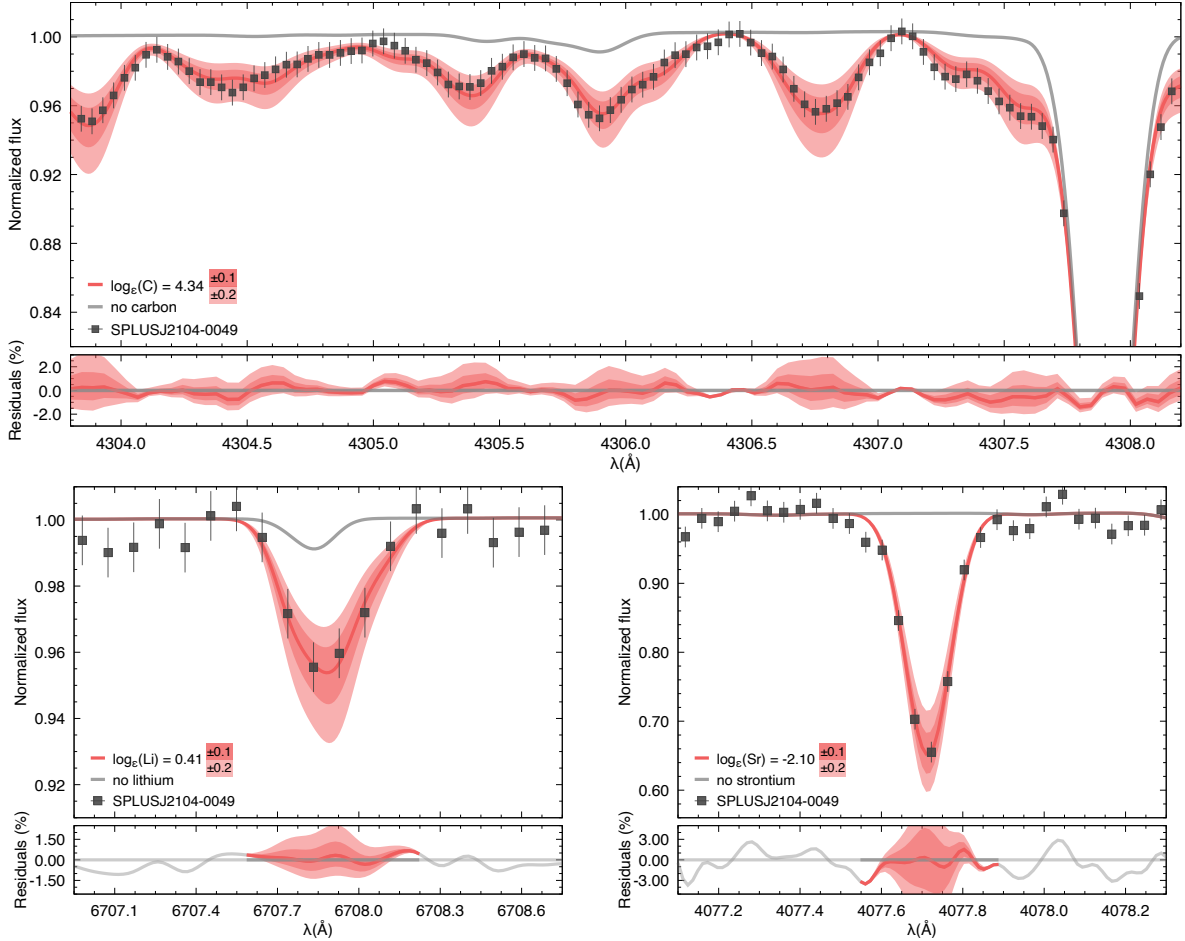 1.00
0.96
0.92
0.88
0.84
Normalized flux
logε(C) = 4.34 ±0.1
±0.2
no carbon
SPLUSJ2104-0049
2.0
0.0
-2.0
Residuals (%)
4304.0 4304.5 4305.0 4305.5 4306.0 4306.5 4307.0 4307.5 4308.0
λ(Å)
1.00
0.98
0.96
0.94
0.92
Normalized flux
logε(Li) = 0.41 ±0.1
±0.2
no lithium
SPLUSJ2104-0049
1.50
0.00
-1.50
Residuals (%)
6707.1 6707.4 6707.7 6708.0 6708.3 6708.6
λ(Å)
1.00
0.90
0.80
0.70
0.60
Normalized flux
logε(Sr) = -2.10 ±0.1
±0.2
no strontium
SPLUSJ2104-0049
3.00
0.00
-3.00
Residuals (%)
4077.2 4077.4 4077.6 4077.8 4078.0 4078.2
λ(Å)